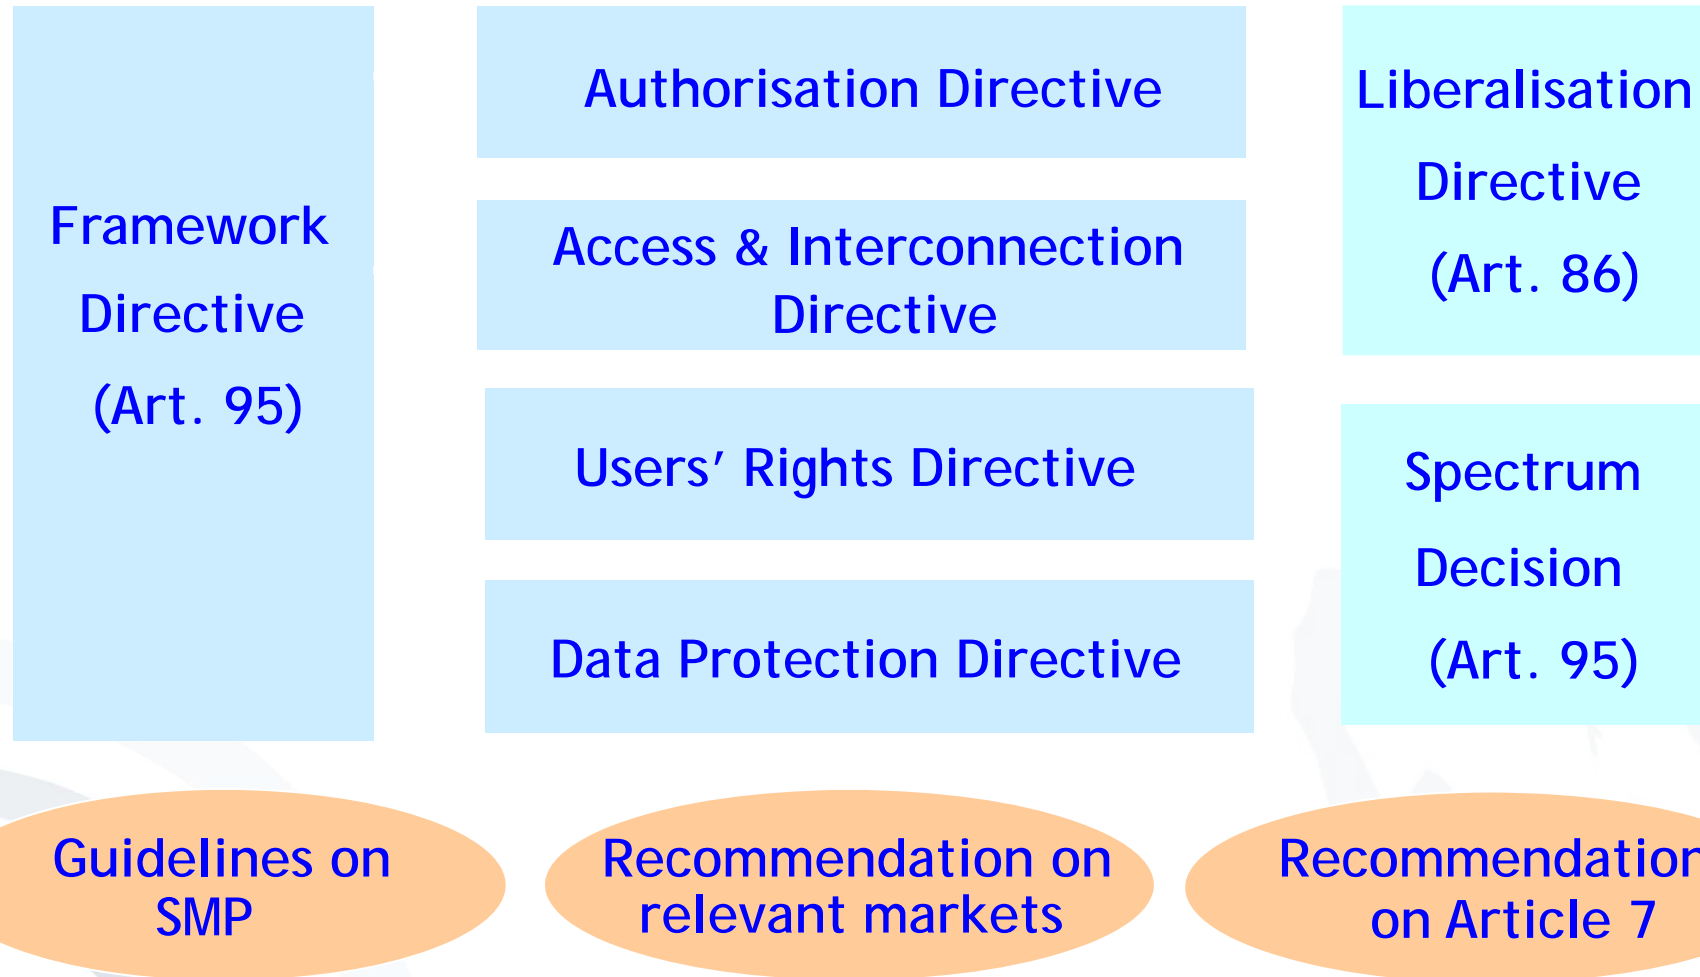 Framework
Directive
(Art. 95)
Authorisation Directive
Access & Interconnection
Directive
Users’ Rights Directive
Data Protection Directive
Liberalisation
Directive
(Art. 86)
Spectrum
Decision
(Art. 95)
Guidelines on
SMP
Recommendation on
relevant markets
Recommendation
on Article 7